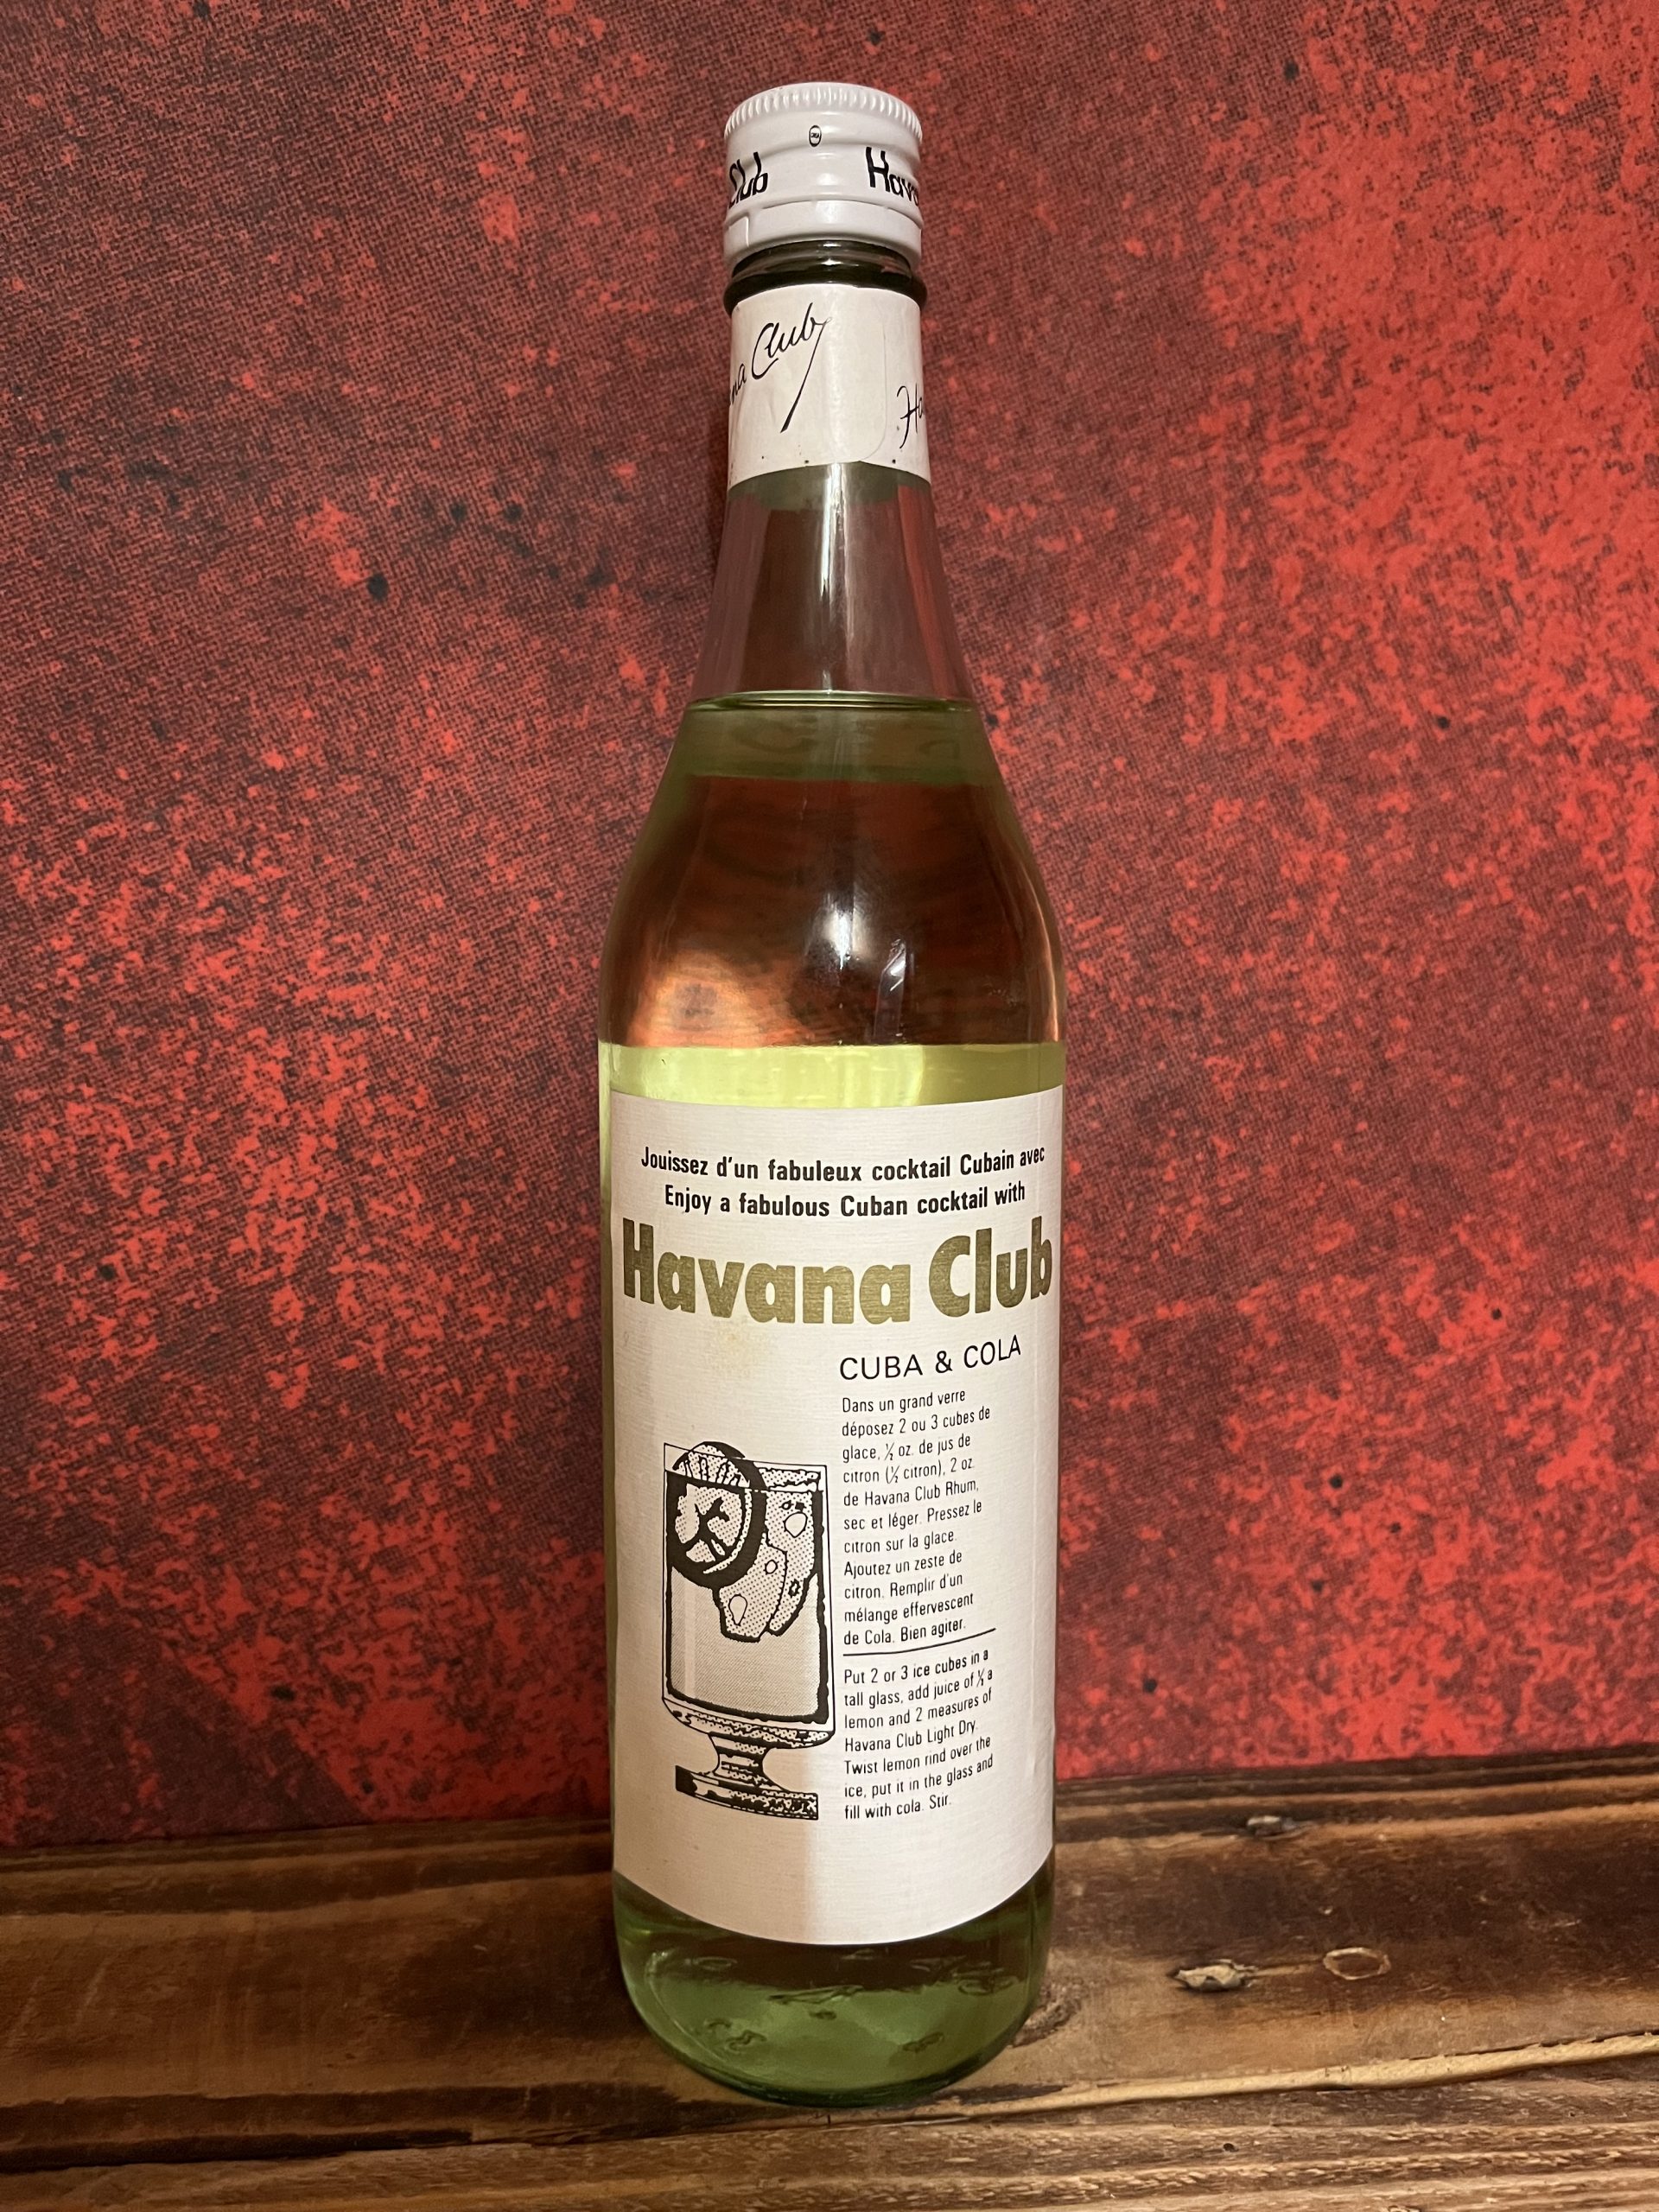 Club
Hava
na Club
Ha
Jouissez d'un fabuleux cocktail Cubain avec
Enjoy a fabulous Cuban cocktail with
Havana Club
CUBA & COLA
Dans un grand verre
déposez 2 ou 3 cubes de
glace, ½ oz. de jus de
citron (½ citron), 2 oz.
de Havana Club Rhum,
sec et léger. Pressez le
citron sur la glace.
Ajoutez un zeste de
citron. Remplir d'un
mélange effervescent
de Cola. Bien agiter.
Put 2 or 3 ice cubes in a
tall glass, add juice of ½ a
lemon and 2 measures of
Havana Club Light Dry.
Twist lemon rind over the
ice, put it in the glass and
fill with cola. Stir.